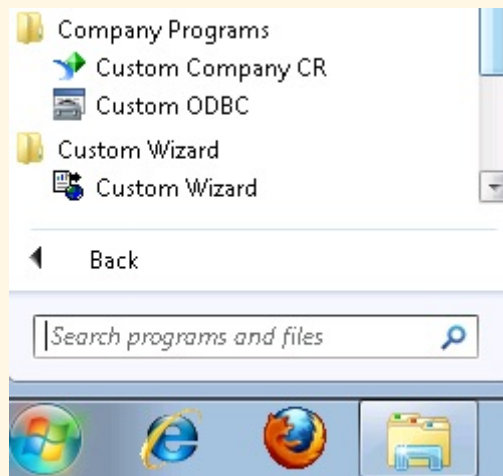 Company Programs
Custom Company CR
Custom ODBC
Custom Wizard
Custom Wizard
Back
Search programs and files